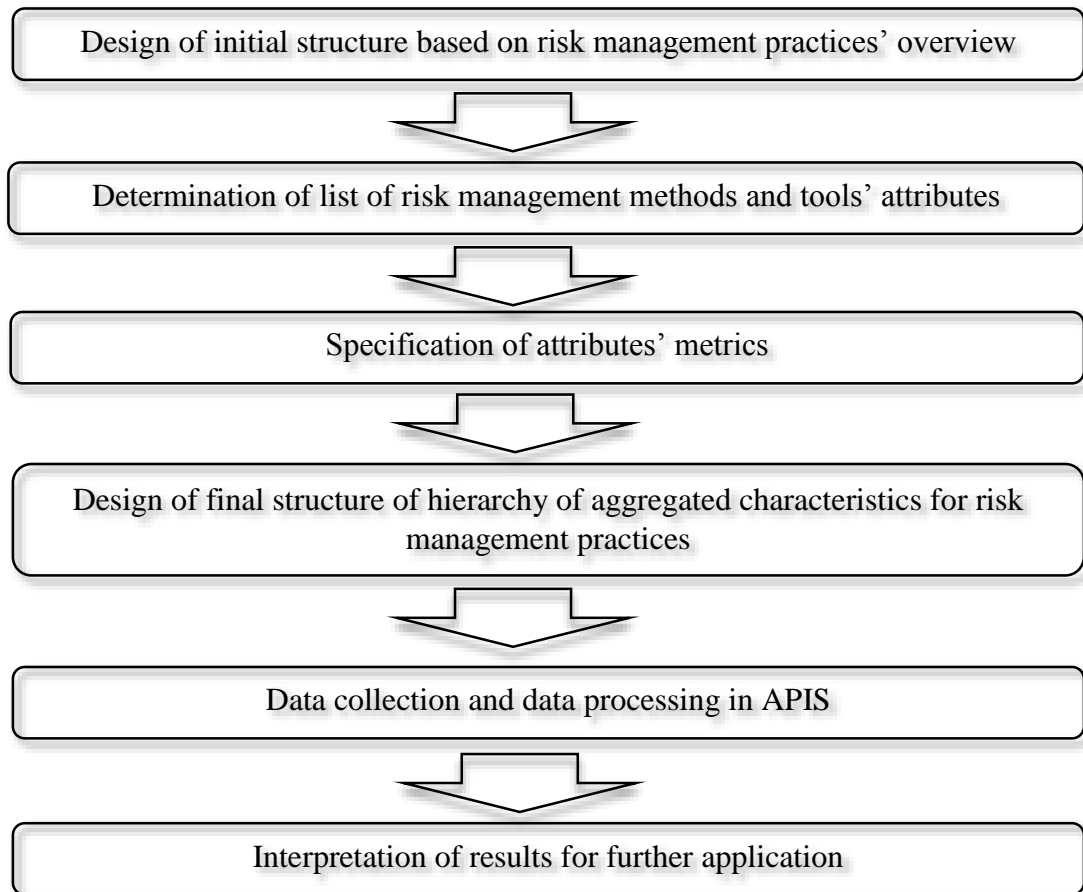 Design of initial structure based on risk management practices’ overview
Determination of list of risk management methods and tools’ attributes
Specification of attributes’ metrics
Design of final structure of hierarchy of aggregated characteristics for risk
management practices
Data collection and data processing in APIS
Interpretation of results for further application